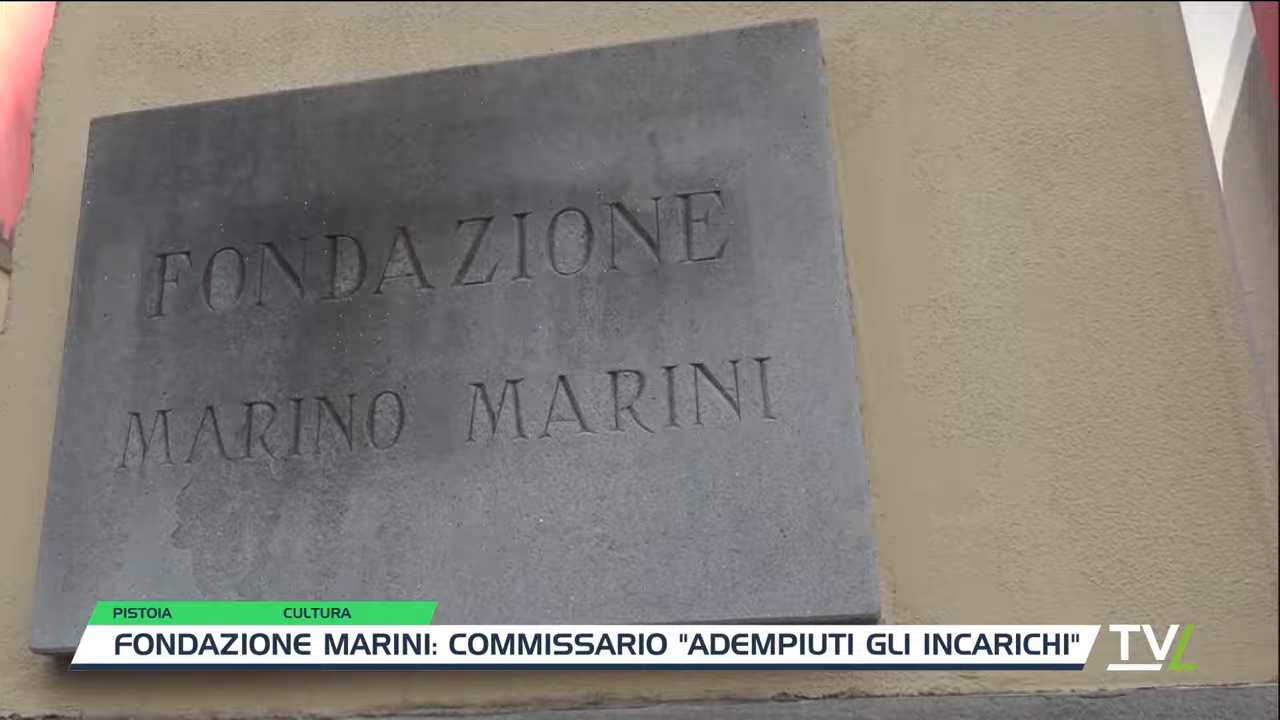 FONDAZIONE
MARINO MARINI
PISTOIA CULTURA
FONDAZIONE MARINI: COMMISSARIO "ADEMPIUTI GLI INCARICHI"
TVL